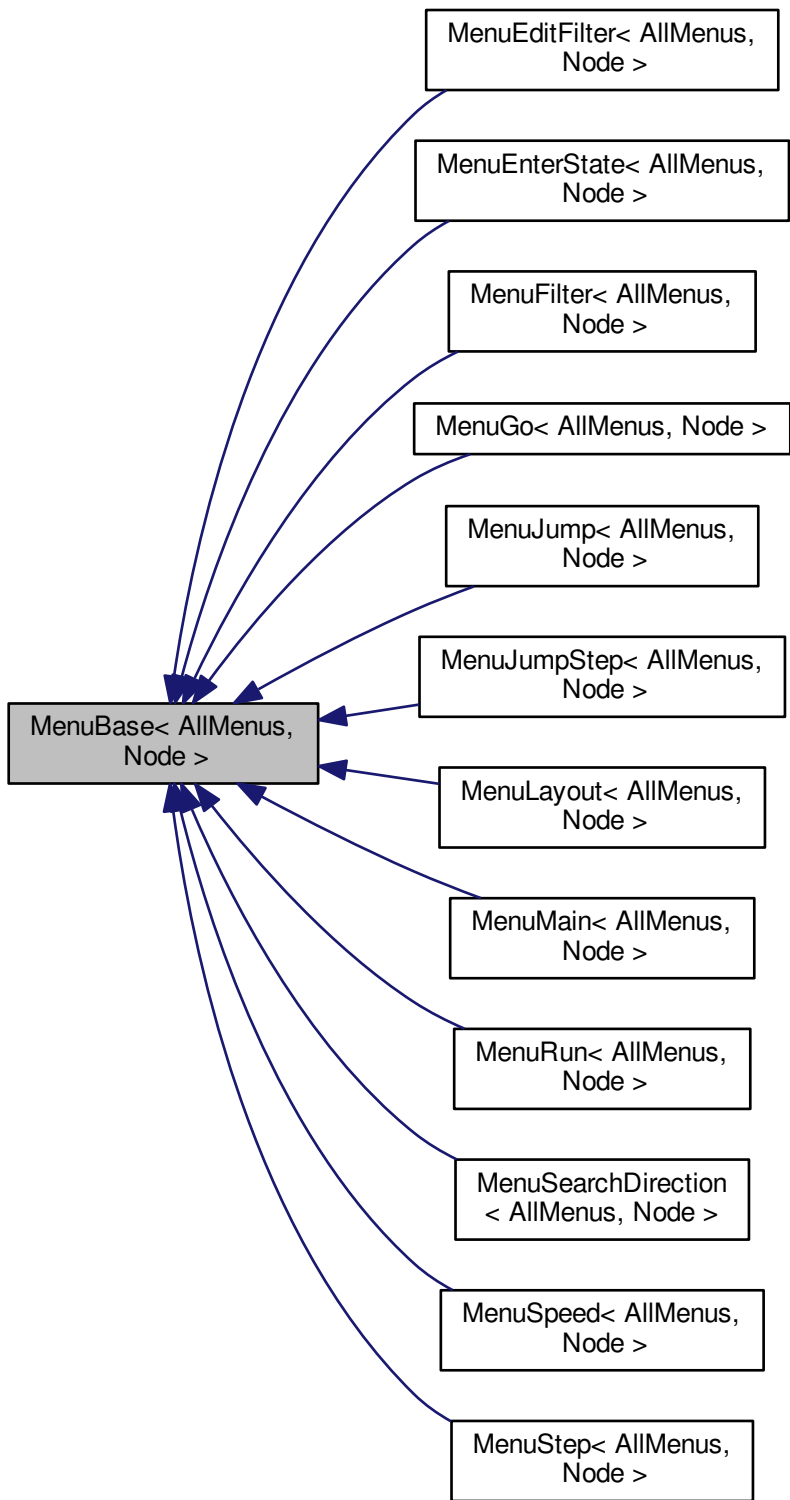 MenuEditFilter< AllMenus,
Node >
MenuEnterState< AllMenus,
Node >
MenuFilter< AllMenus,
Node >
MenuGo< AllMenus, Node >
MenuJump< AllMenus,
Node >
MenuJumpStep< AllMenus,
Node >
MenuBase< AllMenus,
Node >
MenuLayout< AllMenus,
Node >
MenuMain< AllMenus,
Node >
MenuRun< AllMenus,
Node >
MenuSearchDirection
< AllMenus, Node >
MenuSpeed< AllMenus,
Node >
MenuStep< AllMenus,
Node >